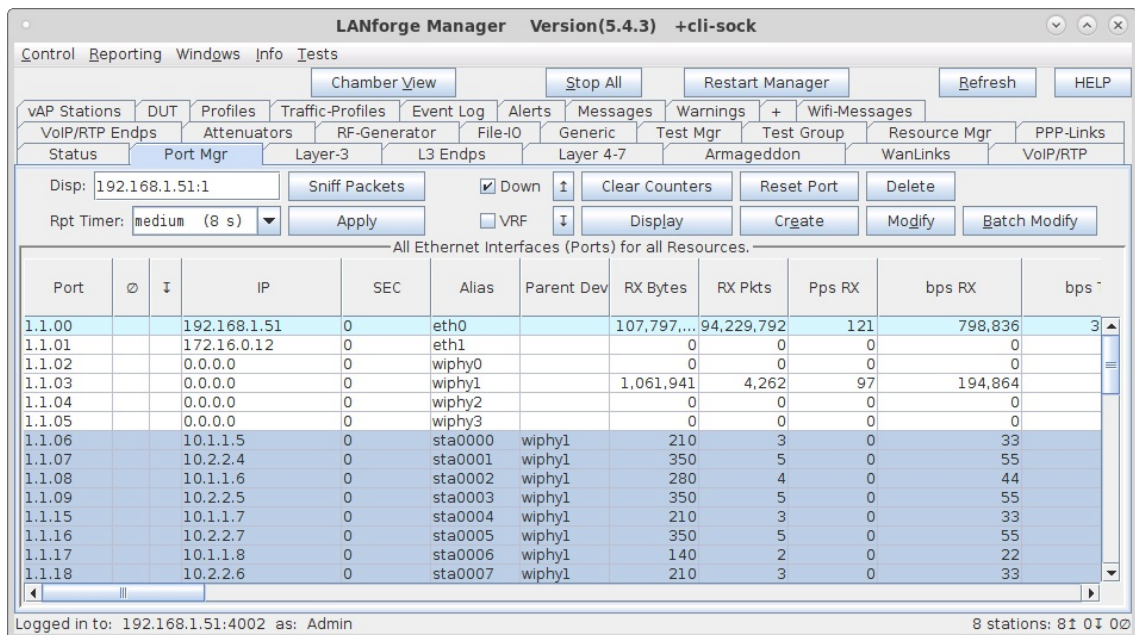 LANforge Manager Version(5.4.3) +cli-sock
Control Reporting Windows Info Tests
Chamber View Stop All Restart Manager Refresh HELP
vAP Stations DUT Profiles Traffic-Profiles Event Log Alerts Messages Warnings + Wifi-Messages
VoIP/RTP Endps Attenuators RF-Generator File-IO Generic Test Mgr Test Group Resource Mgr PPP-Links
Status Port Mgr Layer-3 L3 Endps Layer 4-7 Armageddon WanLinks VoIP/RTP
Disp: 192.168.1.51:1 Sniff Packets Down ↥ Clear Counters Reset Port Delete
Rpt Timer: medium (8 s) Apply VRF ↧ Display Create Modify Batch Modify
All Ethernet Interfaces (Ports) for all Resources.
Port ∅ ↧ IP SEC Alias Parent Dev RX Bytes RX Pkts Pps RX bps RX bps
1.1.00 192.168.1.51 0 eth0 107,797,... 94,229,792 121 798,836 3
1.1.01 172.16.0.12 0 eth1 0 0 0 0
1.1.02 0.0.0.0 0 wiphy0 0 0 0 0
1.1.03 0.0.0.0 0 wiphy1 1,061,941 4,262 97 194,864
1.1.04 0.0.0.0 0 wiphy2 0 0 0 0
1.1.05 0.0.0.0 0 wiphy3 0 0 0 0
1.1.06 10.1.1.5 0 sta0000 wiphy1 210 3 0 33
1.1.07 10.2.2.4 0 sta0001 wiphy1 350 5 0 55
1.1.08 10.1.1.6 0 sta0002 wiphy1 280 4 0 44
1.1.09 10.2.2.5 0 sta0003 wiphy1 350 5 0 55
1.1.15 10.1.1.7 0 sta0004 wiphy1 210 3 0 33
1.1.16 10.2.2.7 0 sta0005 wiphy1 350 5 0 55
1.1.17 10.1.1.8 0 sta0006 wiphy1 140 2 0 22
1.1.18 10.2.2.6 0 sta0007 wiphy1 210 3 0 33
Logged in to: 192.168.1.51:4002 as: Admin 8 stations: 8↥ 0↧ 0∅